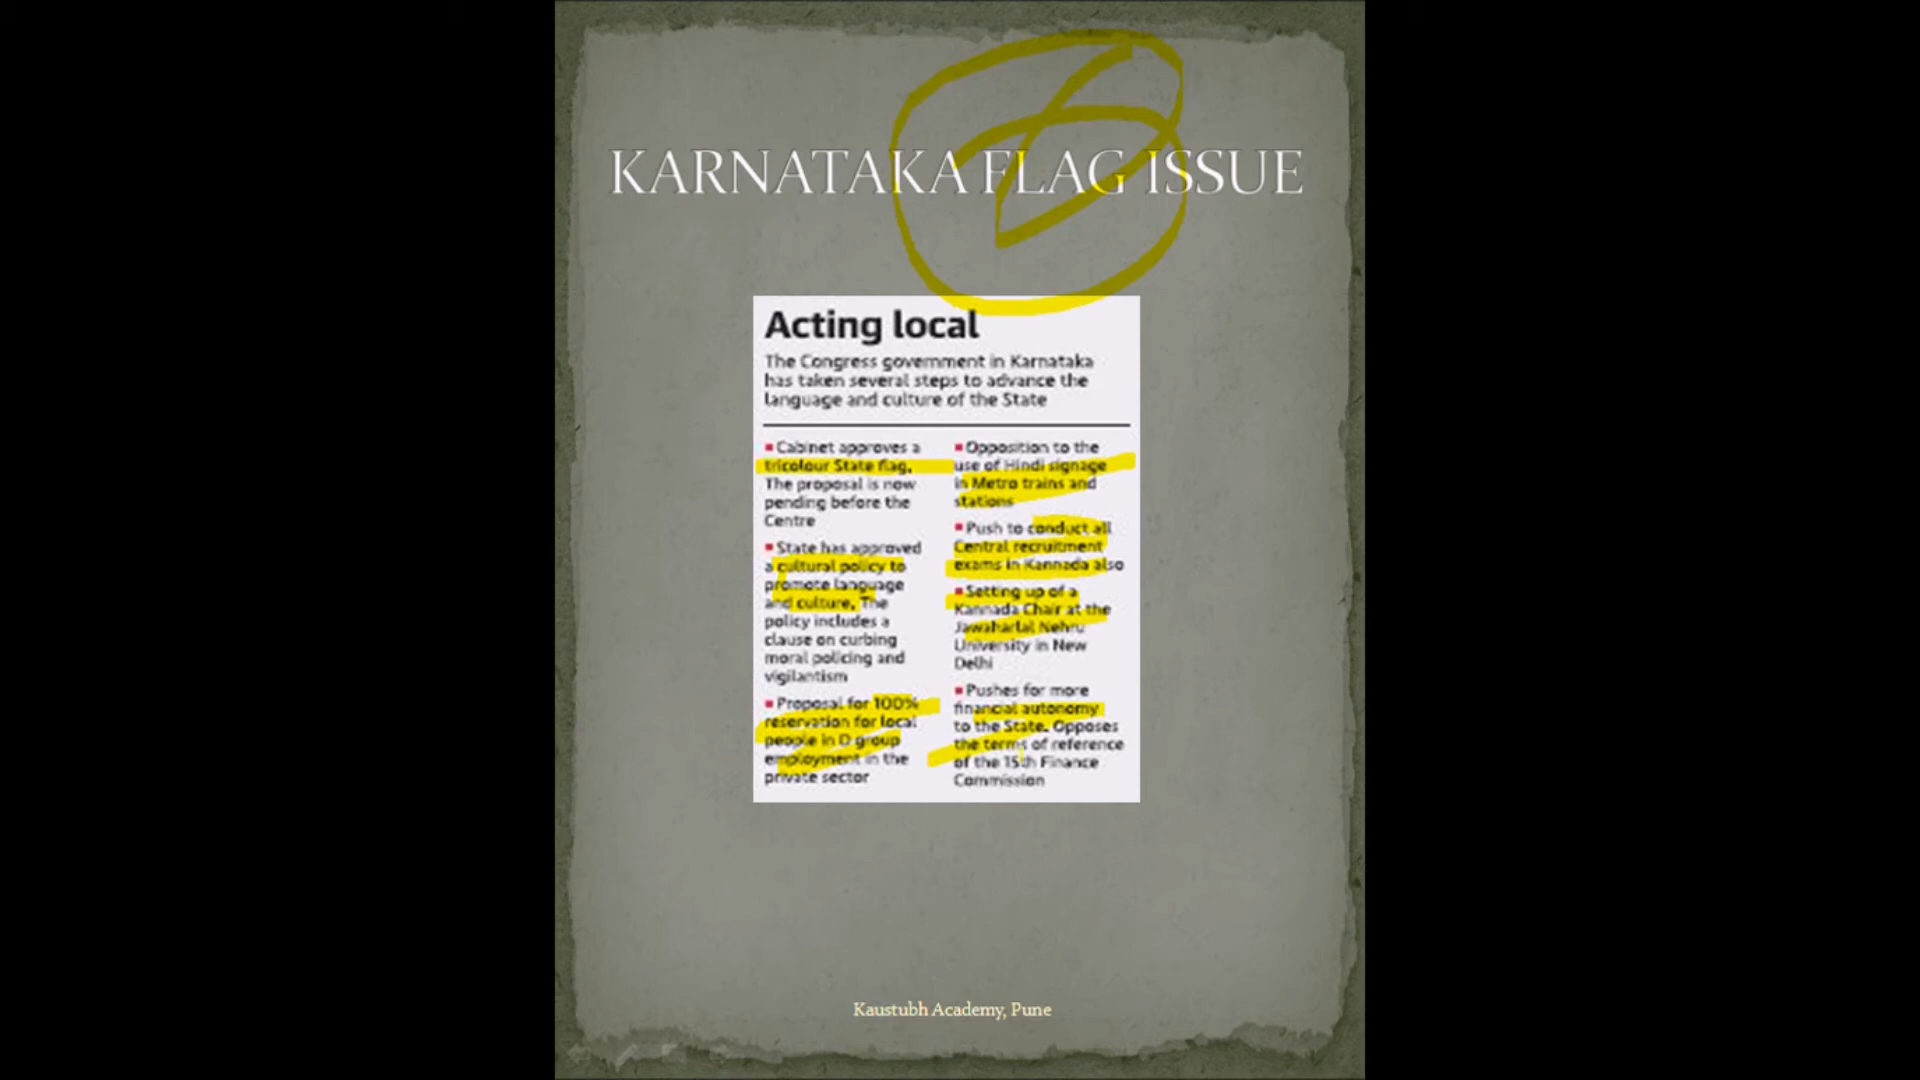 KARNATAKA FLAG ISSUE
Acting local
The Congress government in Karnataka
has taken several steps to advance the
language and culture of the State
Cabinet approves a
tricolour State flag.
The proposal is now
pending before the
Centre
State has approved
a cultural policy to
promote language
and culture. The
policy includes a
clause on curbing
moral policing and
vigilantism
Proposal for 100%
reservation for local
people in D group
employment in the
private sector
Opposition to the
use of Hindi signage
in Metro trains and
stations
Push to conduct all
Central recruitment
exams in Kannada also
Setting up of a
Kannada Chair at the
Jawaharlal Nehru
University in New
Delhi
Pushes for more
financial autonomy
to the State. Opposes
the terms of reference
of the 15th Finance
Commission
Kaustubh Academy, Pune